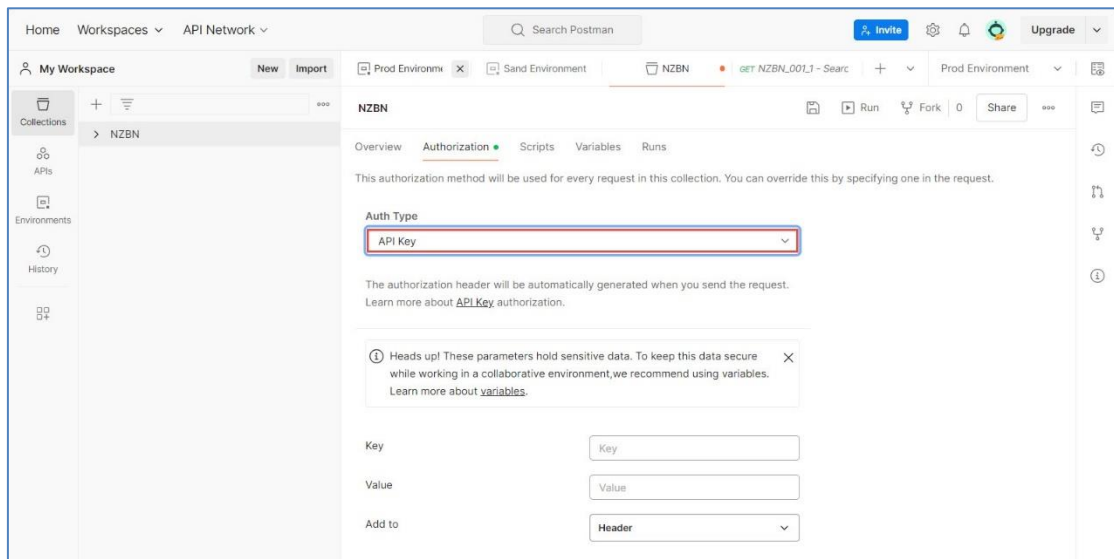 Home Workspaces API Network Search Postman Invite Upgrade
My Workspace New Import Prod Environme Sand Environment NZBN GET NZBN_001_1 - Searc Prod Environment
Collections
NZBN
NZBN Run Fork 0 Share
APIs
Overview Authorization Scripts Variables Runs
This authorization method will be used for every request in this collection. You can override this by specifying one in the request.
Environments
Auth Type
API Key
History
The authorization header will be automatically generated when you send the request.
Learn more about API Key authorization.
Heads up! These parameters hold sensitive data. To keep this data secure
while working in a collaborative environment,we recommend using variables.
Learn more about variables.
Key Key
Value Value
Add to Header